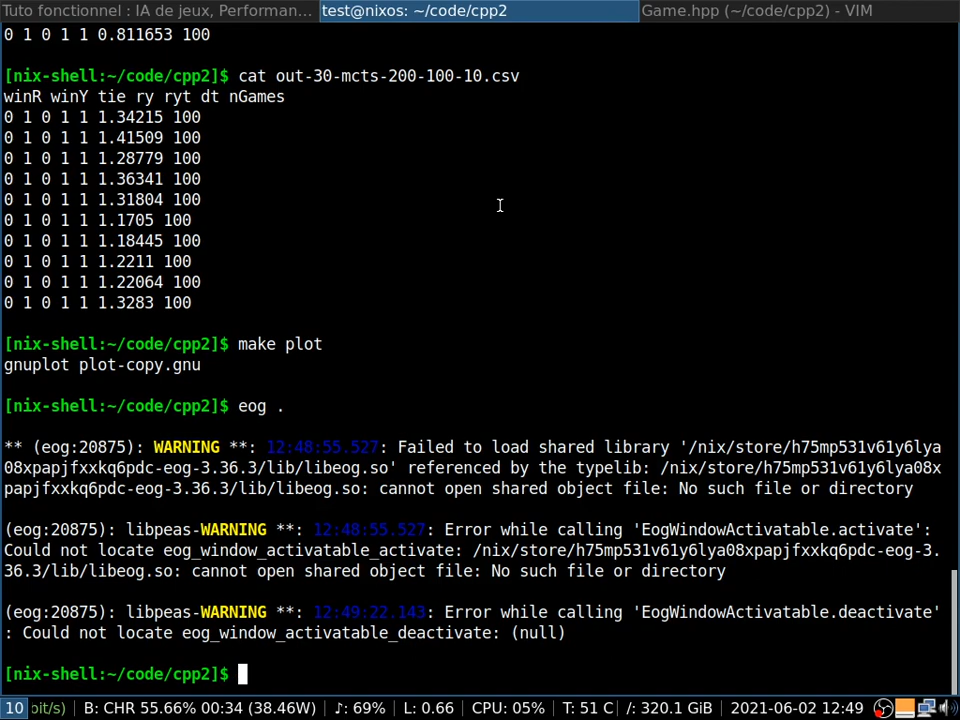 Tuto fonctionnel : IA de jeux, Performan... test@nixos: ~/code/cpp2 Game.hpp (~/code/cpp2) - VIM
0 1 0 1 1 0.811653 100
[nix-shell:~/code/cpp2]$ cat out-30-mcts-200-100-10.csv
winR winY tie ry ryt dt nGames
0 1 0 1 1 1.34215 100
0 1 0 1 1 1.41509 100
0 1 0 1 1 1.28779 100
0 1 0 1 1 1.36341 100
0 1 0 1 1 1.31804 100
0 1 0 1 1 1.1705 100
0 1 0 1 1 1.18445 100
0 1 0 1 1 1.2211 100
0 1 0 1 1 1.22064 100
0 1 0 1 1 1.3283 100
[nix-shell:~/code/cpp2]$ make plot
gnuplot plot-copy.gnu
[nix-shell:~/code/cpp2]$ eog .
** (eog:20875): WARNING **: 12:48:55.527: Failed to load shared library '/nix/store/h75mp531v61y6lya
08xpapjfxxkq6pdc-eog-3.36.3/lib/libeog.so' referenced by the typelib: /nix/store/h75mp531v61y6lya08x
papjfxxkq6pdc-eog-3.36.3/lib/libeog.so: cannot open shared object file: No such file or directory
(eog:20875): libpeas-WARNING **: 12:48:55.527: Error while calling 'EogWindowActivatable.activate':
Could not locate eog_window_activatable_activate: /nix/store/h75mp531v61y6lya08xpapjfxxkq6pdc-eog-3.
36.3/lib/libeog.so: cannot open shared object file: No such file or directory
(eog:20875): libpeas-WARNING **: 12:49:22.143: Error while calling 'EogWindowActivatable.deactivate'
: Could not locate eog_window_activatable_deactivate: (null)
[nix-shell:~/code/cpp2]$
10 bit/s) | B: CHR 55.66% 00:34 (38.46W) | ♪: 69% | L: 0.66 | CPU: 05% | T: 51 C | /: 320.1 GiB | 2021-06-02 12:49